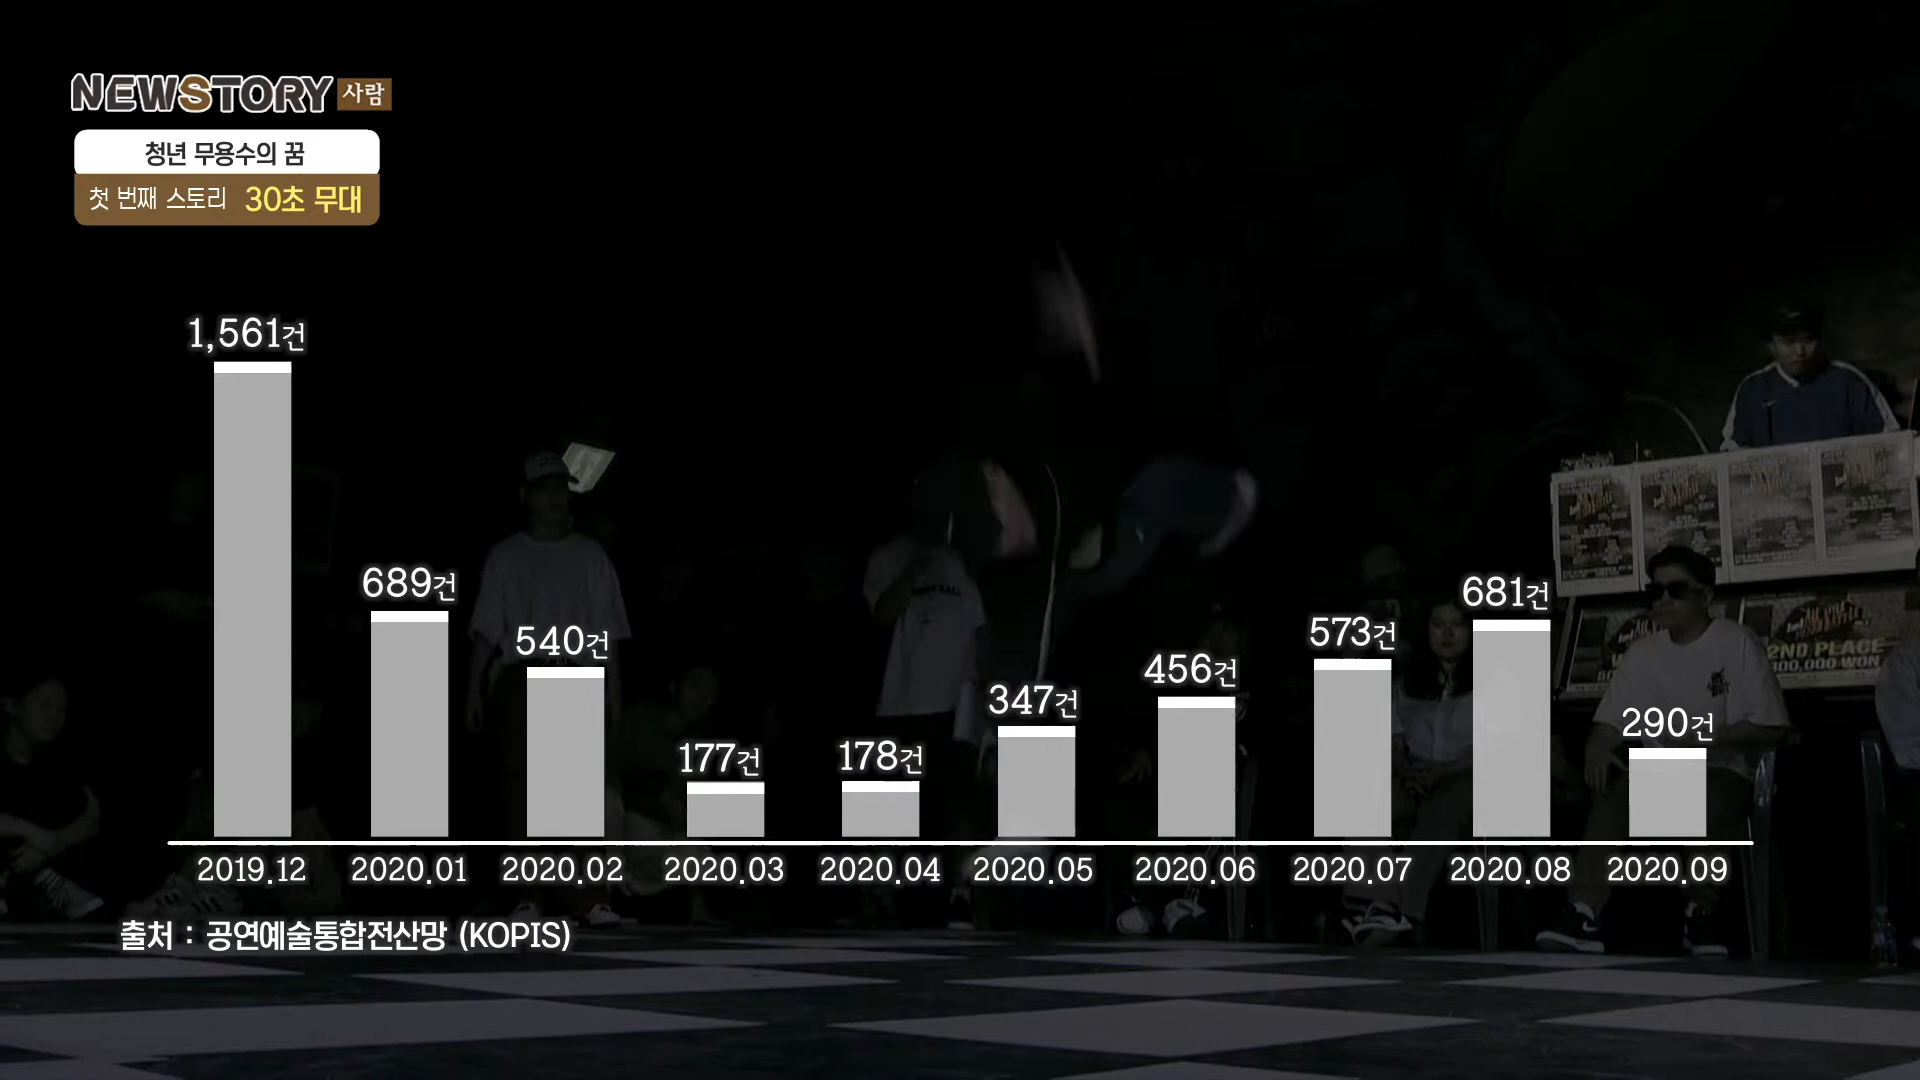 NEWSTORY 사람
청년 무용수의 꿈
첫 번째 스토리 30초 무대
1,561건
689건
540건
177건
178건
347건
456건
573건
681건
290건
2019.12 2020.01 2020.02 2020.03 2020.04 2020.05 2020.06 2020.07 2020.08 2020.09
출처 : 공연예술통합전산망 (KOPIS)
2ND PLACE
300,000 WON